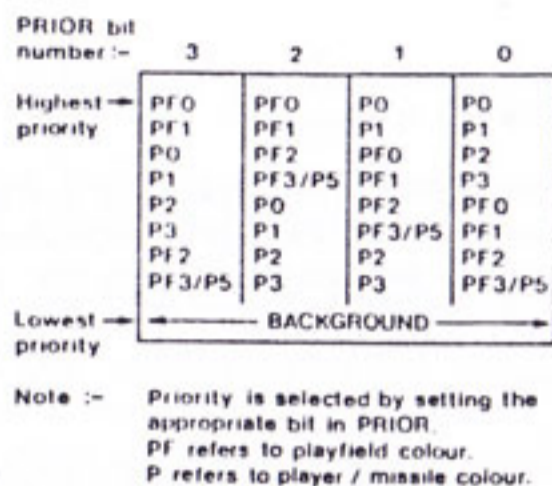 PRIOR bit
number :- 3 2 1 0
Highest → PF0 PF0 P0 P0
priority PF1 PF1 P1 P1
P0 PF2 PF0 P2
P1 PF3/P5 PF1 P3
P2 P0 PF2 PF0
P3 P1 PF3/P5 PF1
PF2 P2 P2 PF2
PF3/P5 P3 P3 PF3/P5
Lowest → ← BACKGROUND →
priority
Note :- Priority is selected by setting the
appropriate bit in PRIOR.
PF refers to playfield colour.
P refers to player / missile colour.